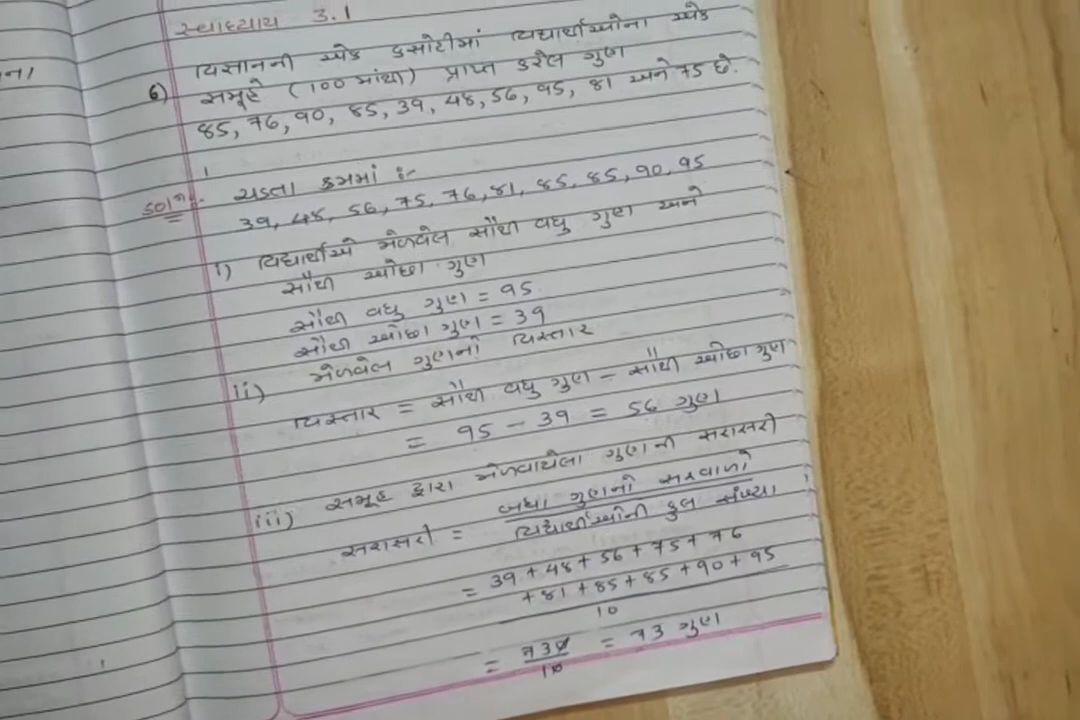 સ્વાધ્યાય 3.1
6) વિજ્ઞાનની એક કસોટીમાં વિદ્યાર્થીઓના એક
સમૂહે (100 માંથી) પ્રાપ્ત કરેલ ગુણ
85, 76, 90, 85, 39, 48, 56, 95, 81 અને 75 છે.
Solⁿ:- ચડતા ક્રમમાં :-
39, 48, 56, 75, 76, 81, 85, 85, 90, 95
i) વિદ્યાર્થીએ મેળવેલ સૌથી વધુ ગુણ અને
સૌથી ઓછા ગુણ
સૌથી વધુ ગુણ = 95
સૌથી ઓછા ગુણ = 39
ii) મેળવેલ ગુણનો વિસ્તાર
વિસ્તાર = સૌથી વધુ ગુણ - સૌથી ઓછા ગુણ
= 95 - 39 = 56 ગુણ
iii) સમૂહ દ્વારા મેળવાયેલા ગુણની સરાસરી
સરાસરી = બધા ગુણનો સરવાળો
વિદ્યાર્થીઓની કુલ સંખ્યા
= 39 + 48 + 56 + 75 + 76
+ 81 + 85 + 85 + 90 + 95
10
= 730 = 73 ગુણ
10